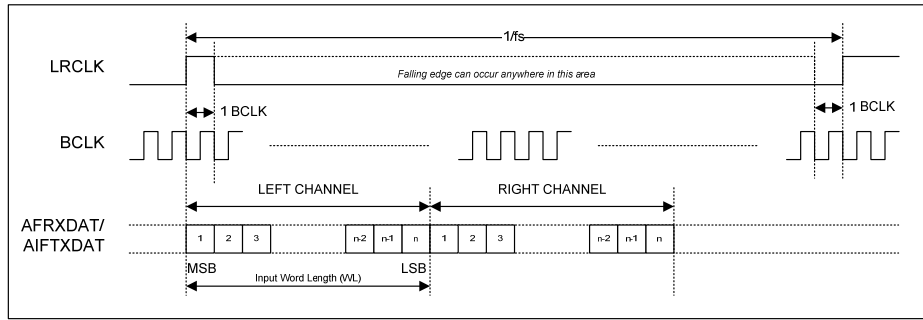 1/fs
LRCLK
Falling edge can occur anywhere in this area
1 BCLK
1 BCLK
BCLK
LEFT CHANNEL
RIGHT CHANNEL
AFRXDAT/
AIFTXDAT
1 2 3 n-2 n-1 n 1 2 3 n-2 n-1 n
MSB
LSB
Input Word Length (WL)